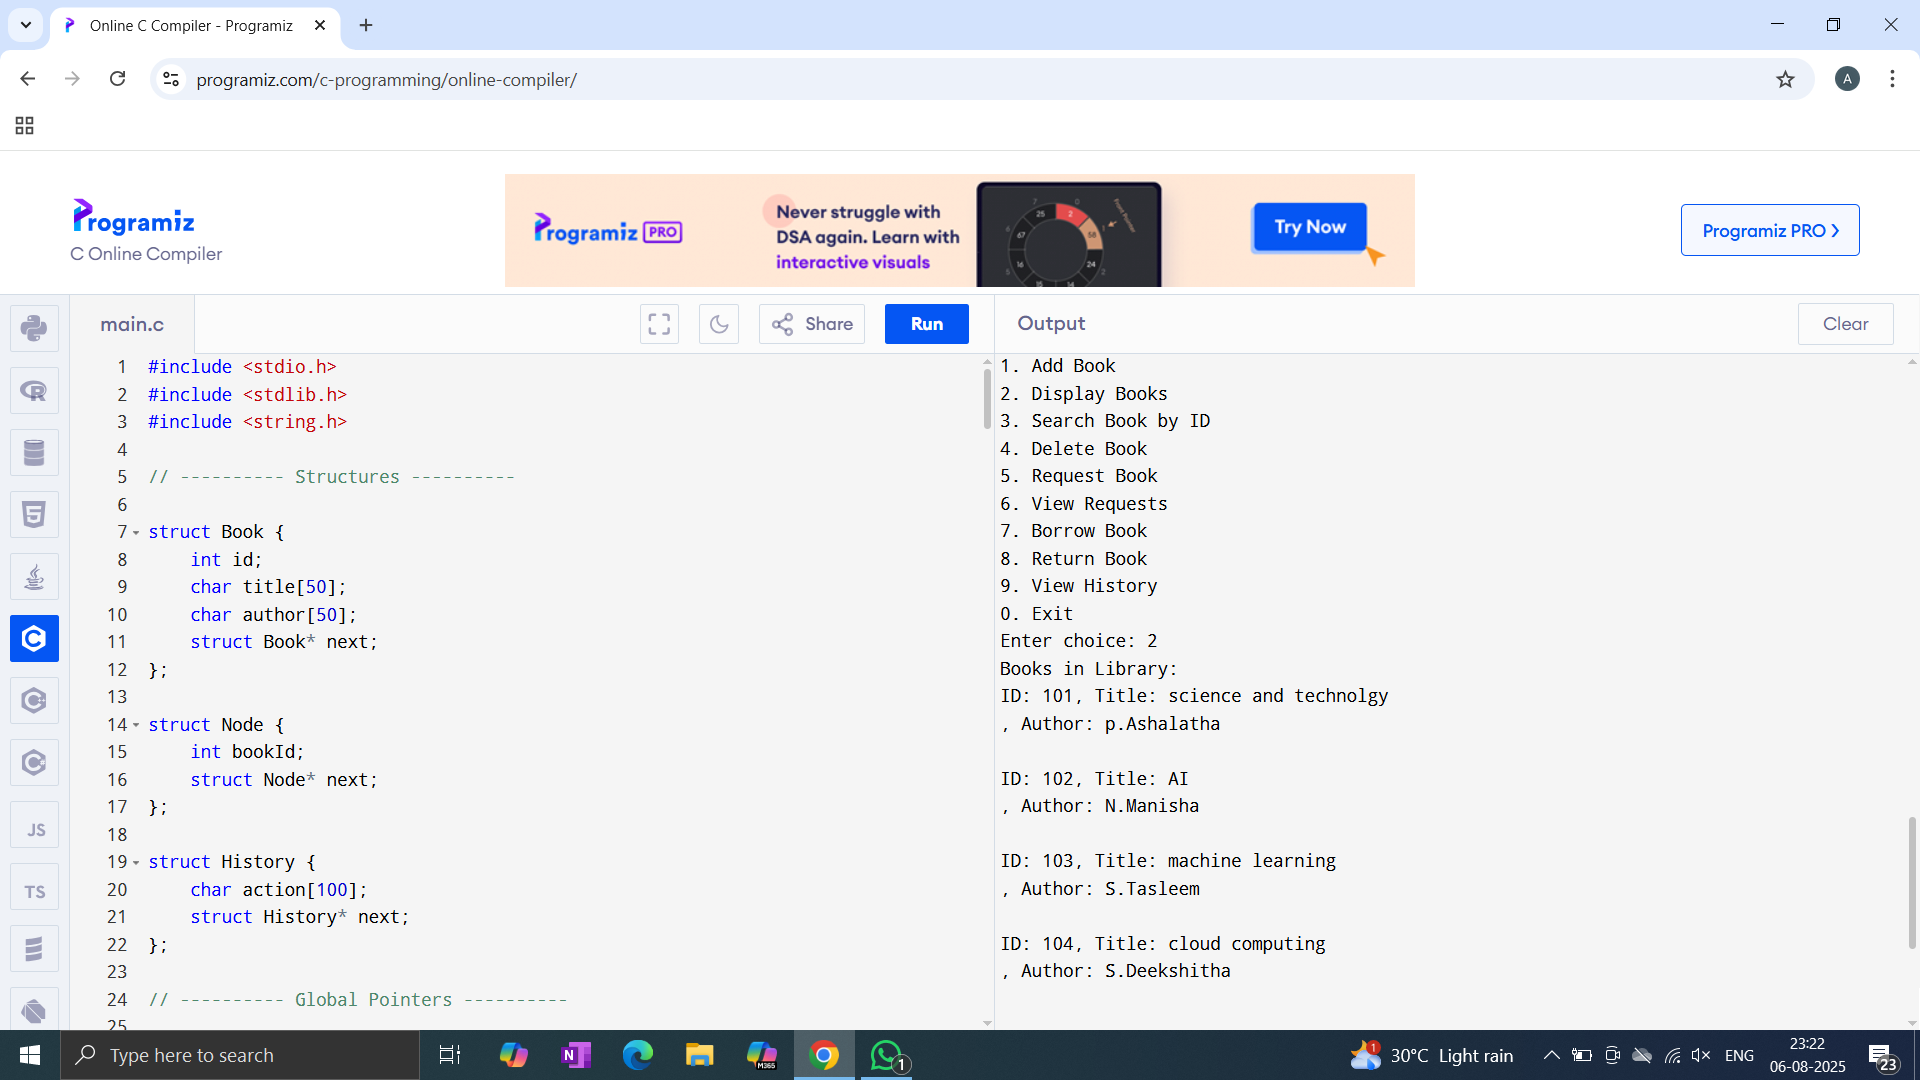 Online C Compiler - Programiz
programiz.com/c-programming/online-compiler/
A
Programiz
C Online Compiler
Programiz PRO
Never struggle with
DSA again. Learn with
interactive visuals
Try Now
Programiz PRO
main.c
Share
Run
Output
Clear
1 #include <stdio.h>
2 #include <stdlib.h>
3 #include <string.h>
4
5 // ---------- Structures ----------
6
7 struct Book {
8     int id;
9     char title[50];
10     char author[50];
11     struct Book* next;
12 };
13
14 struct Node {
15     int bookId;
16     struct Node* next;
17 };
18
19 struct History {
20     char action[100];
21     struct History* next;
22 };
23
24 // ---------- Global Pointers ----------
25
1. Add Book
2. Display Books
3. Search Book by ID
4. Delete Book
5. Request Book
6. View Requests
7. Borrow Book
8. Return Book
9. View History
0. Exit
Enter choice: 2
Books in Library:
ID: 101, Title: science and technolgy
, Author: p.Ashalatha
ID: 102, Title: AI
, Author: N.Manisha
ID: 103, Title: machine learning
, Author: S.Tasleem
ID: 104, Title: cloud computing
, Author: S.Deekshitha
JS
TS
Type here to search
M365
1
1
30°C Light rain
ENG
23:22
06-08-2025
23